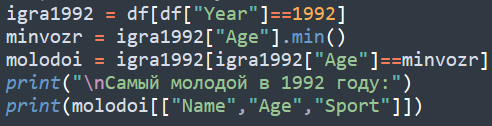 igra1992 = df[df["Year"]==1992]
minvozr = igra1992["Age"].min()
molodoi = igra1992[igra1992["Age"]==minvozr]
print("\nСамый молодой в 1992 году:")
print(molodoi[["Name","Age","Sport"]])